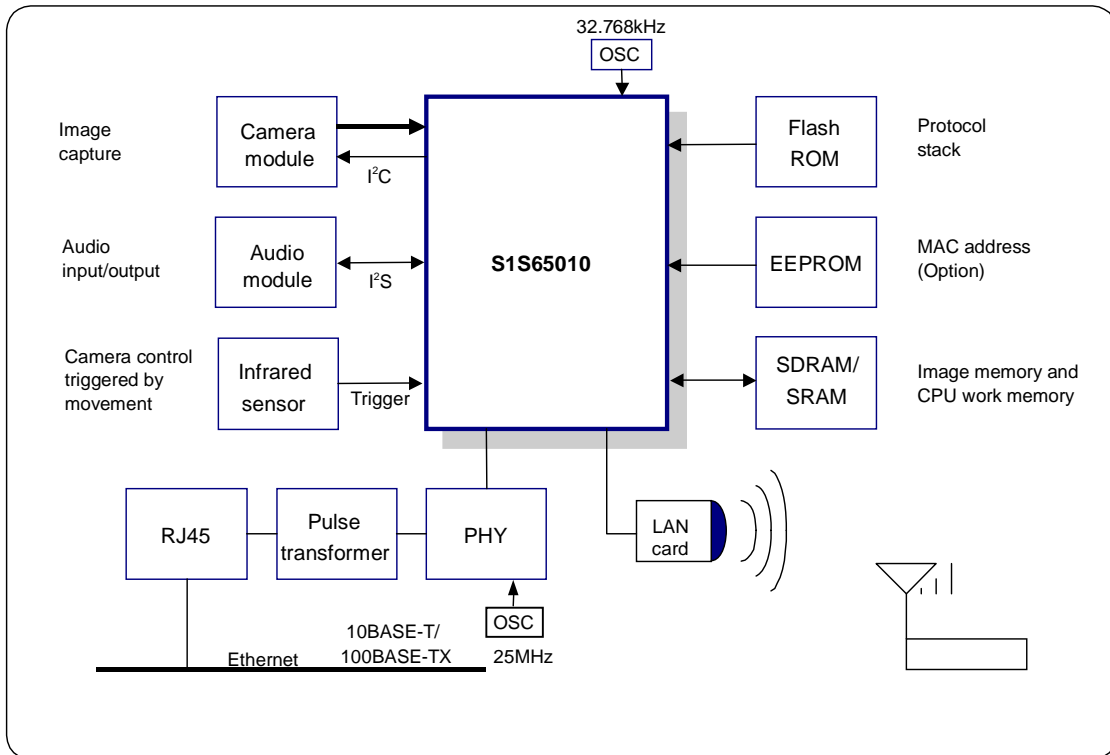 32.768kHz
OSC
Image
capture
Camera
module
I²C
Flash
ROM
Protocol
stack
Audio
input/output
Audio
module
I²S
S1S65010
EEPROM
MAC address
(Option)
Camera control
triggered by
movement
Infrared
sensor
Trigger
SDRAM/
SRAM
Image memory and
CPU work memory
RJ45
Pulse
transformer
PHY
LAN
card
OSC
25MHz
10BASE-T/
100BASE-TX
Ethernet